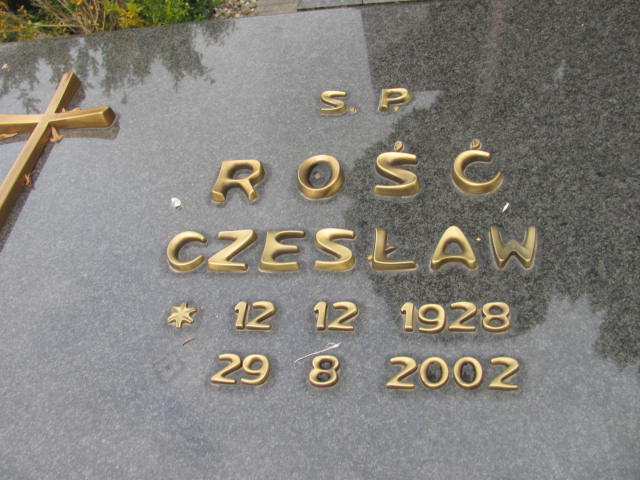 S. P.
ROŚĆ
CZESŁAW
* 12 12 1928
29 8 2002